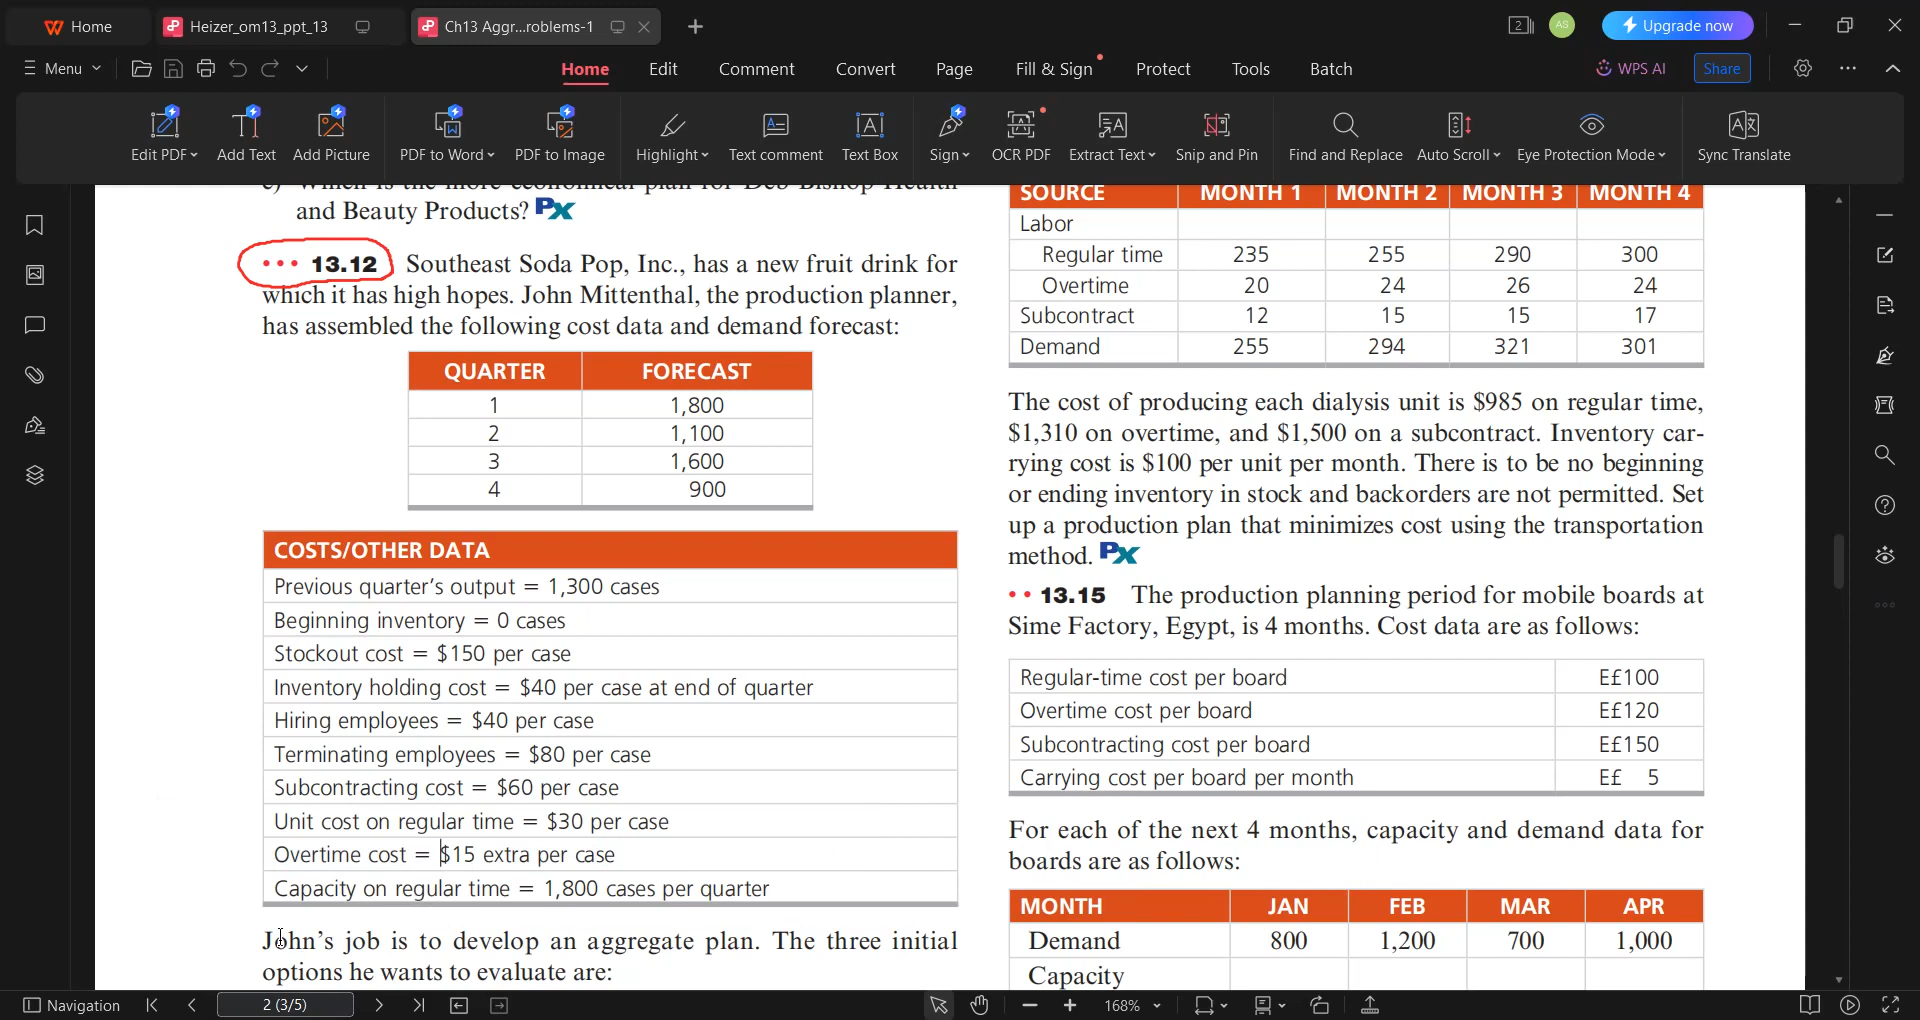 Home
Heizer_om13_ppt_13
Ch13 Aggr...roblems-1
2
AS
Upgrade now
Menu
Home
Edit
Comment
Convert
Page
Fill & Sign
Protect
Tools
Batch
WPS AI
Share
Edit PDF
Add Text
Add Picture
PDF to Word
PDF to Image
Highlight
Text comment
Text Box
Sign
OCR PDF
Extract Text
Snip and Pin
Find and Replace
Auto Scroll
Eye Protection Mode
Sync Translate
c) Which is the more economical plan for Deb Bishop Health
and Beauty Products? PX
••• 13.12 Southeast Soda Pop, Inc., has a new fruit drink for
which it has high hopes. John Mittenthal, the production planner,
has assembled the following cost data and demand forecast:
QUARTER FORECAST
1 1,800
2 1,100
3 1,600
4 900
COSTS/OTHER DATA
Previous quarter's output = 1,300 cases
Beginning inventory = 0 cases
Stockout cost = $150 per case
Inventory holding cost = $40 per case at end of quarter
Hiring employees = $40 per case
Terminating employees = $80 per case
Subcontracting cost = $60 per case
Unit cost on regular time = $30 per case
Overtime cost = $15 extra per case
Capacity on regular time = 1,800 cases per quarter
John's job is to develop an aggregate plan. The three initial
options he wants to evaluate are:
SOURCE MONTH 1 MONTH 2 MONTH 3 MONTH 4
Labor
Regular time 235 255 290 300
Overtime 20 24 26 24
Subcontract 12 15 15 17
Demand 255 294 321 301
The cost of producing each dialysis unit is $985 on regular time,
$1,310 on overtime, and $1,500 on a subcontract. Inventory car-
rying cost is $100 per unit per month. There is to be no beginning
or ending inventory in stock and backorders are not permitted. Set
up a production plan that minimizes cost using the transportation
method. PX
•• 13.15 The production planning period for mobile boards at
Sime Factory, Egypt, is 4 months. Cost data are as follows:
Regular-time cost per board E£100
Overtime cost per board E£120
Subcontracting cost per board E£150
Carrying cost per board per month E£ 5
For each of the next 4 months, capacity and demand data for
boards are as follows:
MONTH JAN FEB MAR APR
Demand 800 1,200 700 1,000
Capacity
Navigation
2 (3/5)
168%